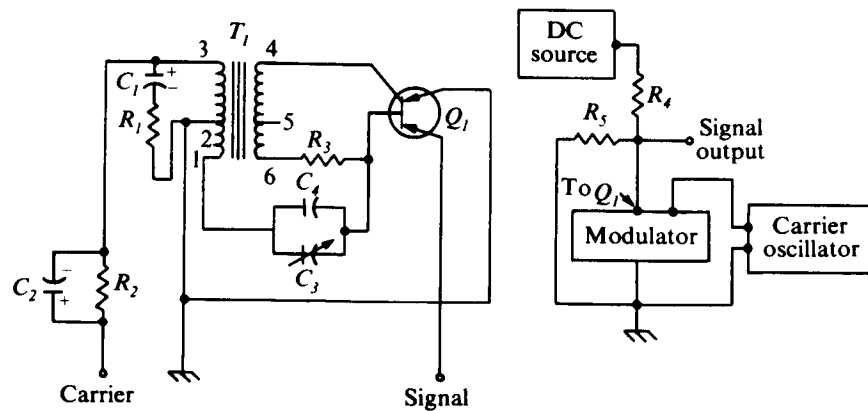 3
T1
4
C1
+
−
R1
2
1
5
6
R3
Q1
C4
C3
C2
−
+
R2
Carrier
Signal
DC
source
R4
R5
Signal
output
To Q1
Modulator
Carrier
oscillator